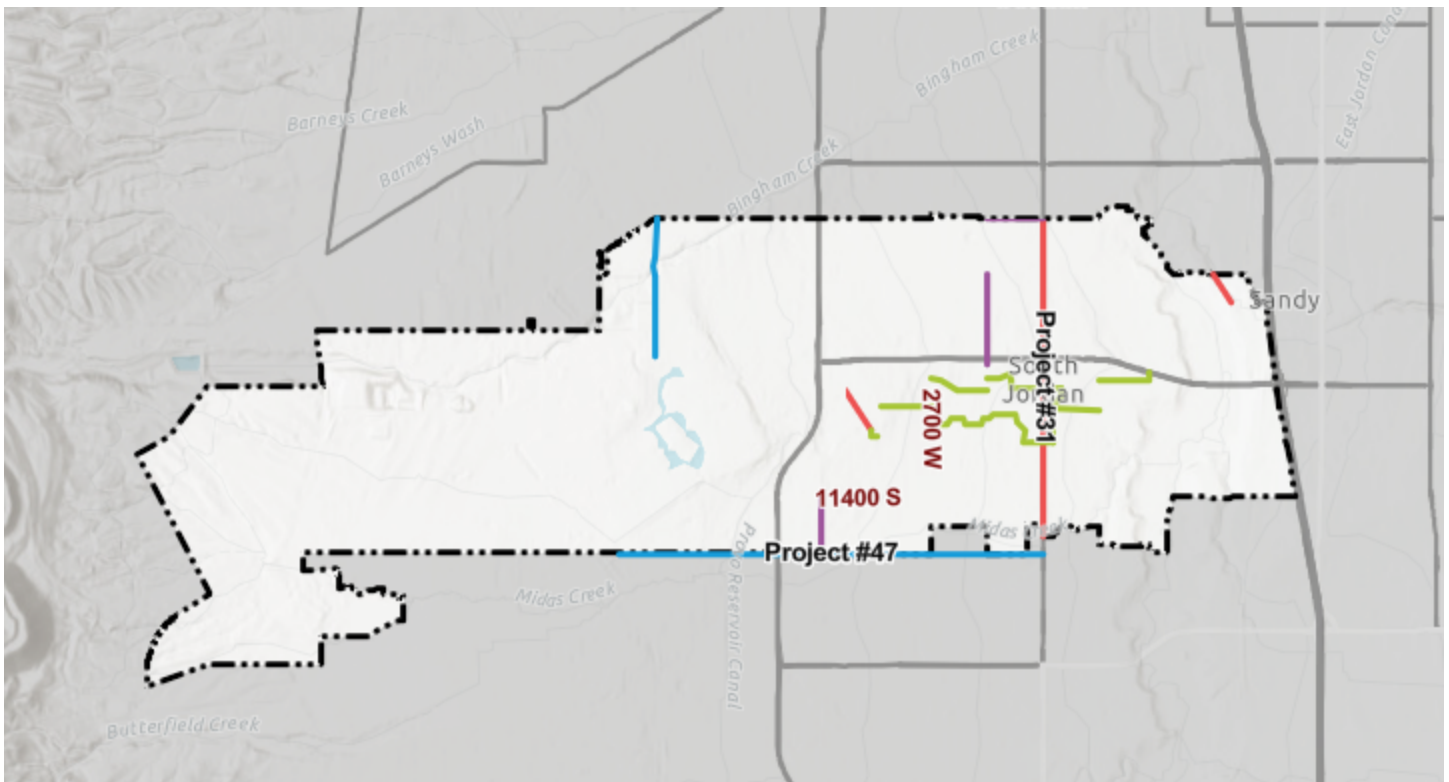 Bingham Creek
East Jordan Canal
Barneys Creek
Barneys Wash
Bingham Creek
Sandy
Project #31
South
Jordan
2700 W
11400 S
Midas Creek
Project #47
Provo Reservoir Canal
Midas Creek
Butterfield Creek